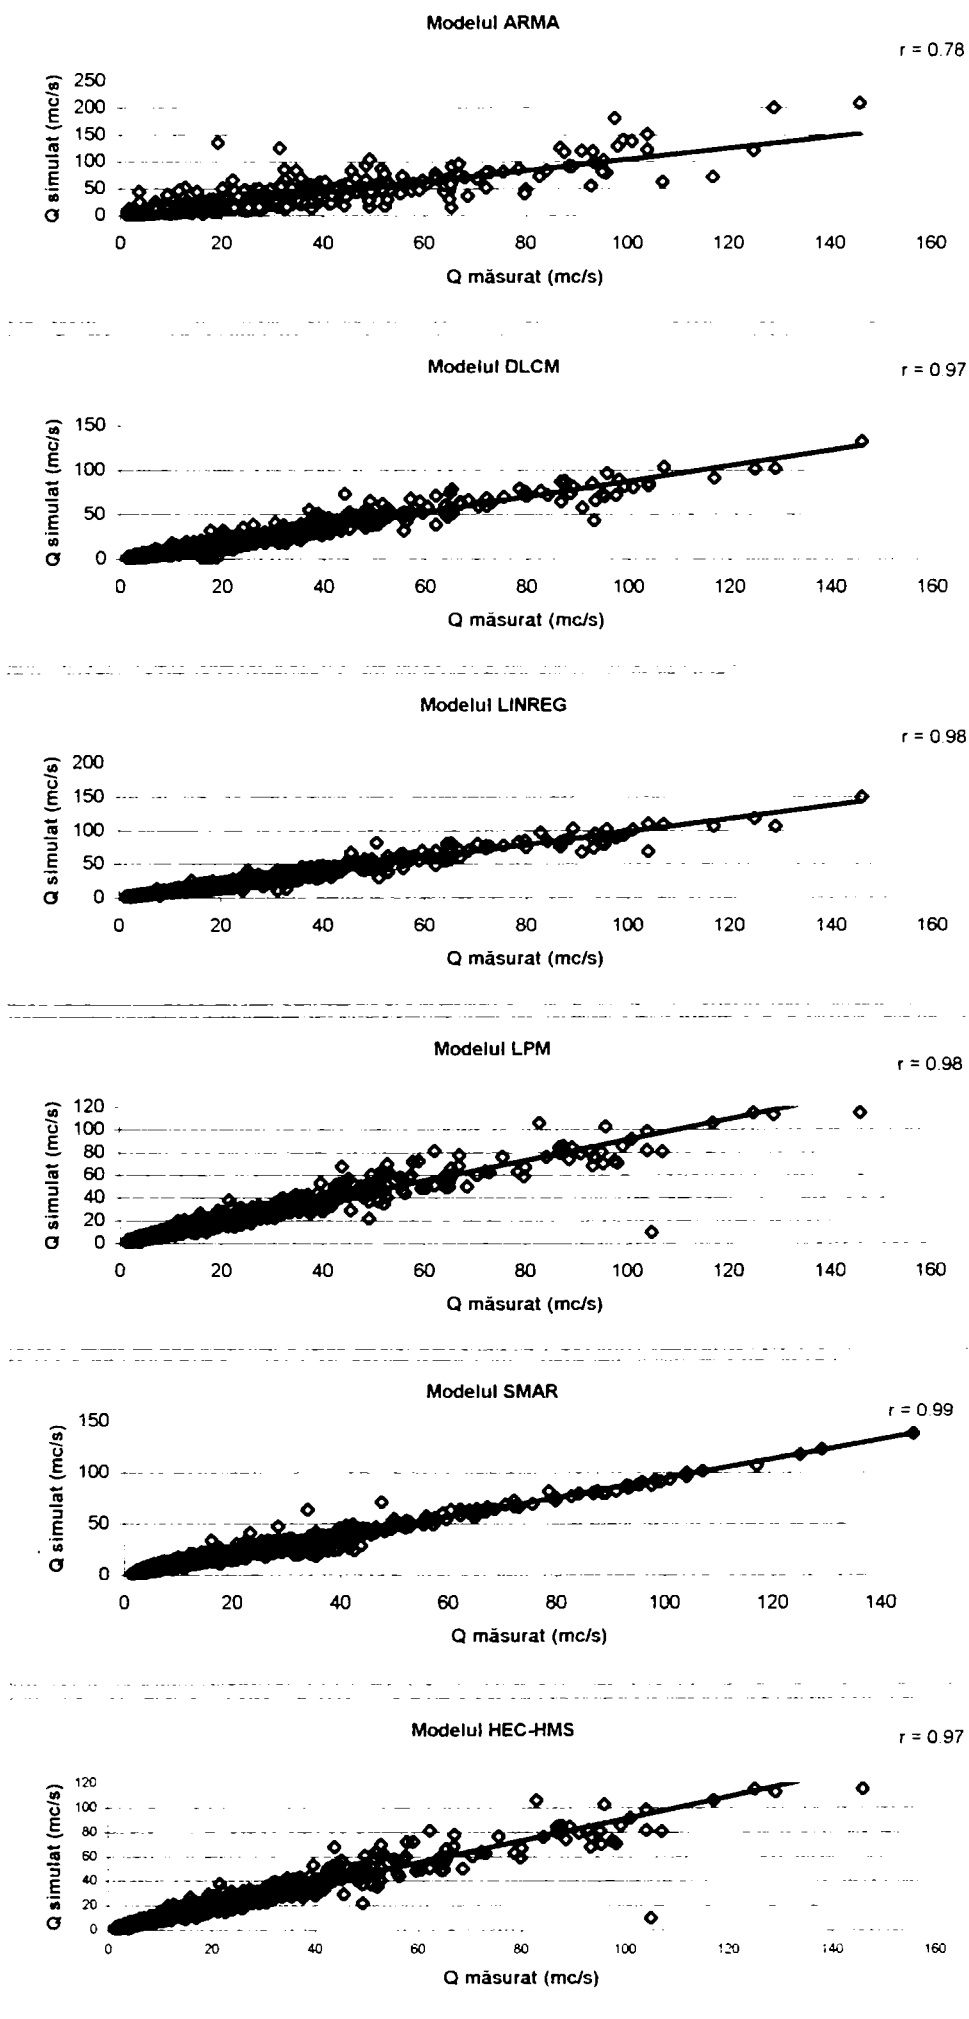 Modelul ARMA
r = 0.78
Q simulat (mc/s)
250
200
150
100
50
0
0 20 40 60 80 100 120 140 160
Q măsurat (mc/s)
Modelul DLCM
r = 0.97
Q simulat (mc/s)
150
100
50
0
0 20 40 60 80 100 120 140 160
Q măsurat (mc/s)
Modelul LINREG
r = 0.98
Q simulat (mc/s)
200
150
100
50
0
0 20 40 60 80 100 120 140 160
Q măsurat (mc/s)
Modelul LPM
r = 0.98
Q simulat (mc/s)
120
100
80
60
40
20
0
0 20 40 60 80 100 120 140 160
Q măsurat (mc/s)
Modelul SMAR
r = 0.99
Q simulat (mc/s)
150
100
50
0
0 20 40 60 80 100 120 140
Q măsurat (mc/s)
Modelul HEC-HMS
r = 0.97
Q simulat (mc/s)
120
100
80
60
40
20
0
0 20 40 60 80 100 120 140 160
Q măsurat (mc/s)